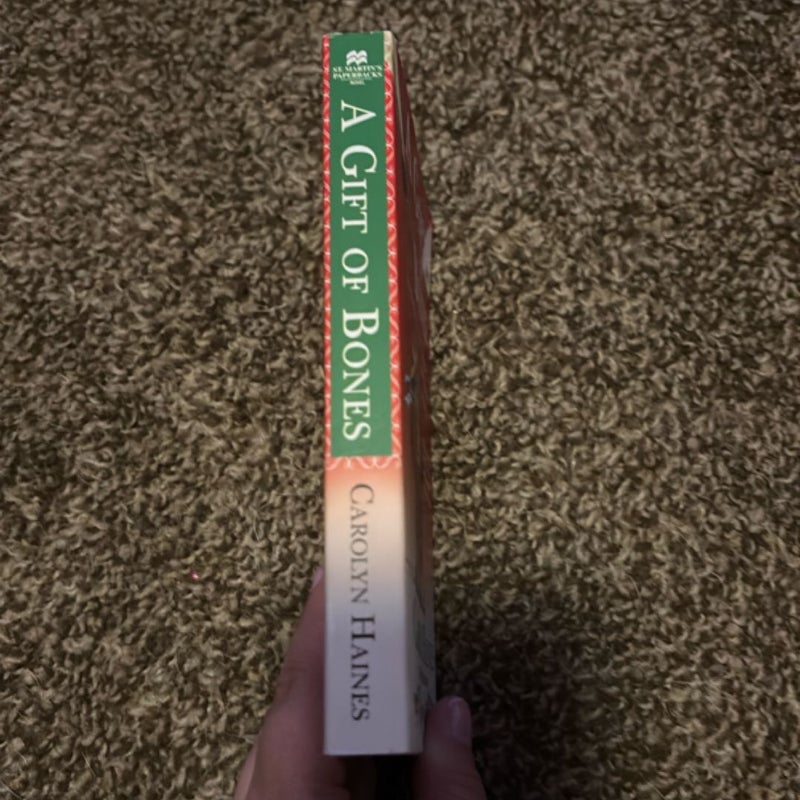 ST. MARTIN'S
PAPERBACKS
A GIFT OF BONES
CAROLYN HAINES